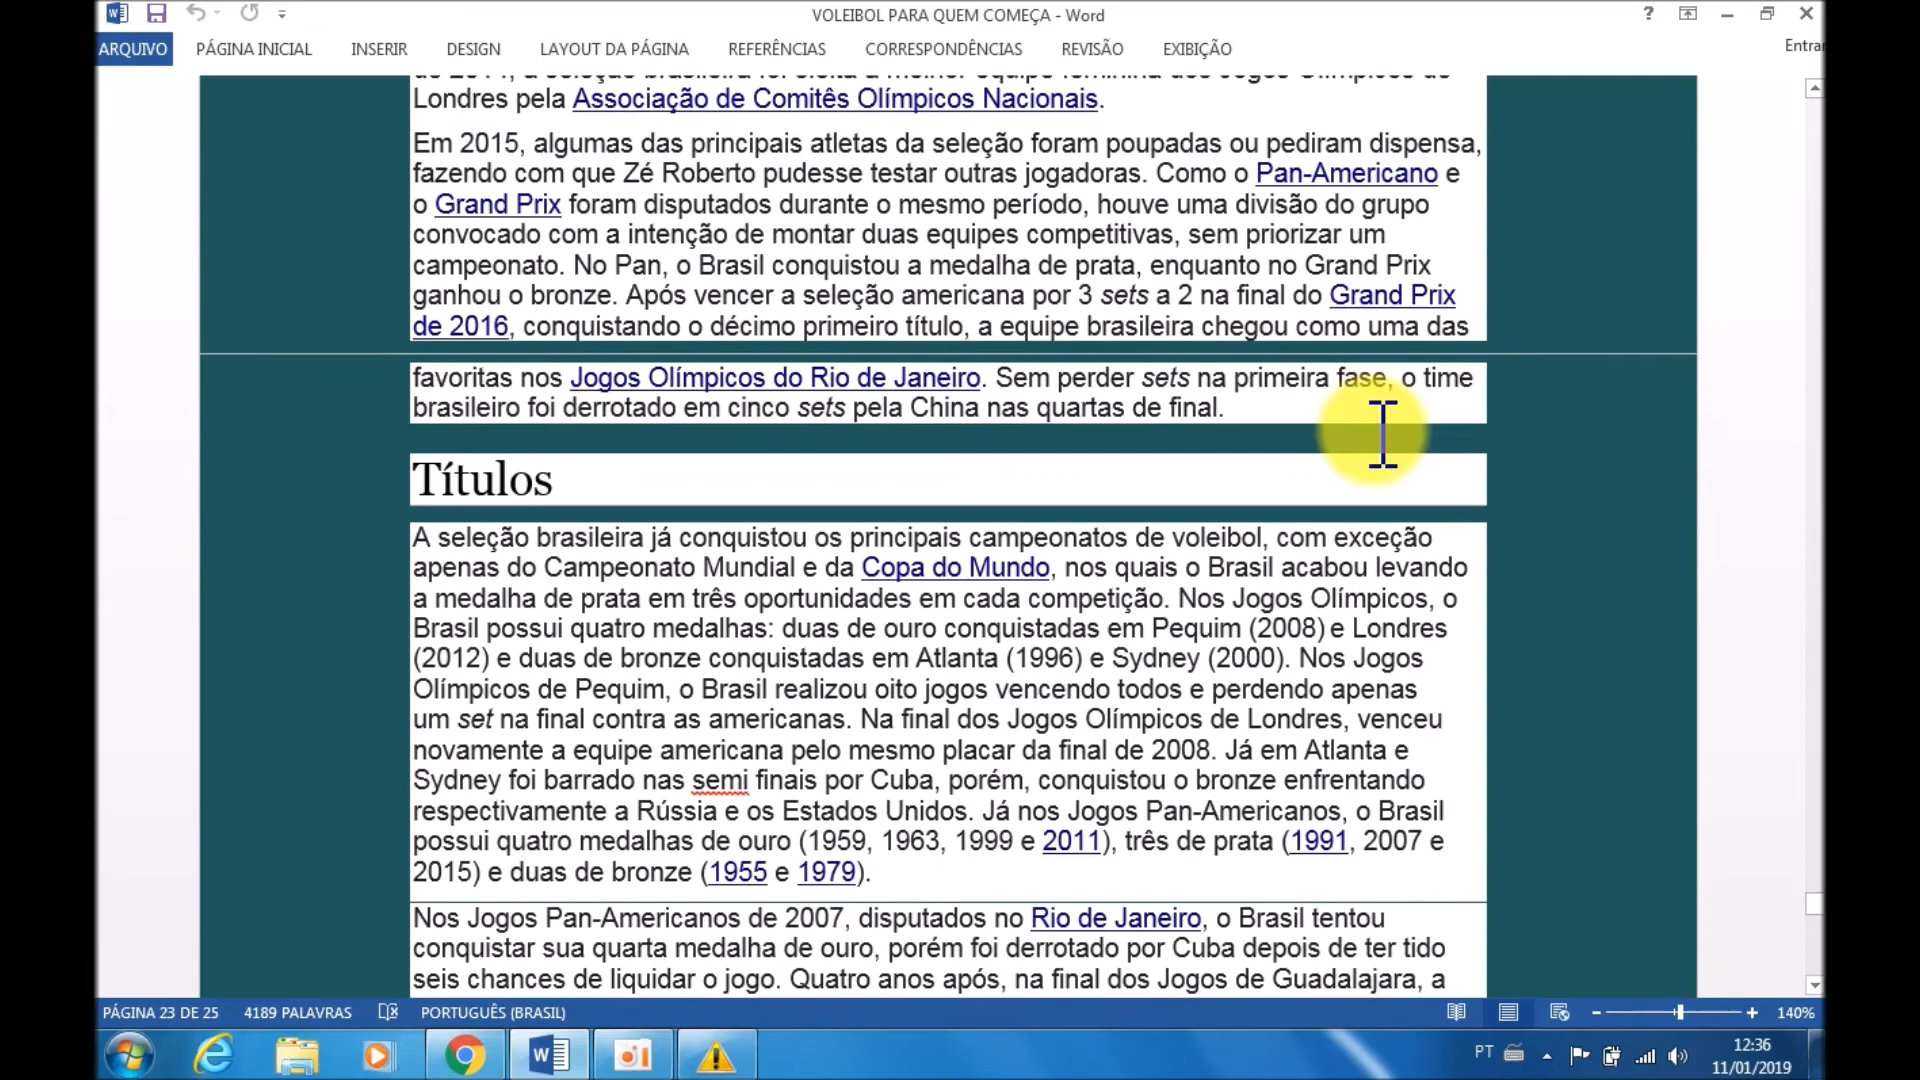 VOLEIBOL PARA QUEM COMEÇA - Word
?
ARQUIVO PÁGINA INICIAL INSERIR DESIGN LAYOUT DA PÁGINA REFERÊNCIAS CORRESPONDÊNCIAS REVISÃO EXIBIÇÃO Entrar
de 2014, a seleção brasileira foi eleita a melhor equipe feminina dos Jogos Olímpicos de
Londres pela Associação de Comitês Olímpicos Nacionais.
Em 2015, algumas das principais atletas da seleção foram poupadas ou pediram dispensa,
fazendo com que Zé Roberto pudesse testar outras jogadoras. Como o Pan-Americano e
o Grand Prix foram disputados durante o mesmo período, houve uma divisão do grupo
convocado com a intenção de montar duas equipes competitivas, sem priorizar um
campeonato. No Pan, o Brasil conquistou a medalha de prata, enquanto no Grand Prix
ganhou o bronze. Após vencer a seleção americana por 3 sets a 2 na final do Grand Prix
de 2016, conquistando o décimo primeiro título, a equipe brasileira chegou como uma das
favoritas nos Jogos Olímpicos do Rio de Janeiro. Sem perder sets na primeira fase, o time
brasileiro foi derrotado em cinco sets pela China nas quartas de final.
Títulos
A seleção brasileira já conquistou os principais campeonatos de voleibol, com exceção
apenas do Campeonato Mundial e da Copa do Mundo, nos quais o Brasil acabou levando
a medalha de prata em três oportunidades em cada competição. Nos Jogos Olímpicos, o
Brasil possui quatro medalhas: duas de ouro conquistadas em Pequim (2008) e Londres
(2012) e duas de bronze conquistadas em Atlanta (1996) e Sydney (2000). Nos Jogos
Olímpicos de Pequim, o Brasil realizou oito jogos vencendo todos e perdendo apenas
um set na final contra as americanas. Na final dos Jogos Olímpicos de Londres, venceu
novamente a equipe americana pelo mesmo placar da final de 2008. Já em Atlanta e
Sydney foi barrado nas semi finais por Cuba, porém, conquistou o bronze enfrentando
respectivamente a Rússia e os Estados Unidos. Já nos Jogos Pan-Americanos, o Brasil
possui quatro medalhas de ouro (1959, 1963, 1999 e 2011), três de prata (1991, 2007 e
2015) e duas de bronze (1955 e 1979).
Nos Jogos Pan-Americanos de 2007, disputados no Rio de Janeiro, o Brasil tentou
conquistar sua quarta medalha de ouro, porém foi derrotado por Cuba depois de ter tido
seis chances de liquidar o jogo. Quatro anos após, na final dos Jogos de Guadalajara, a
PÁGINA 23 DE 25 4189 PALAVRAS PORTUGUÊS (BRASIL) 140%
PT 12:36
11/01/2019